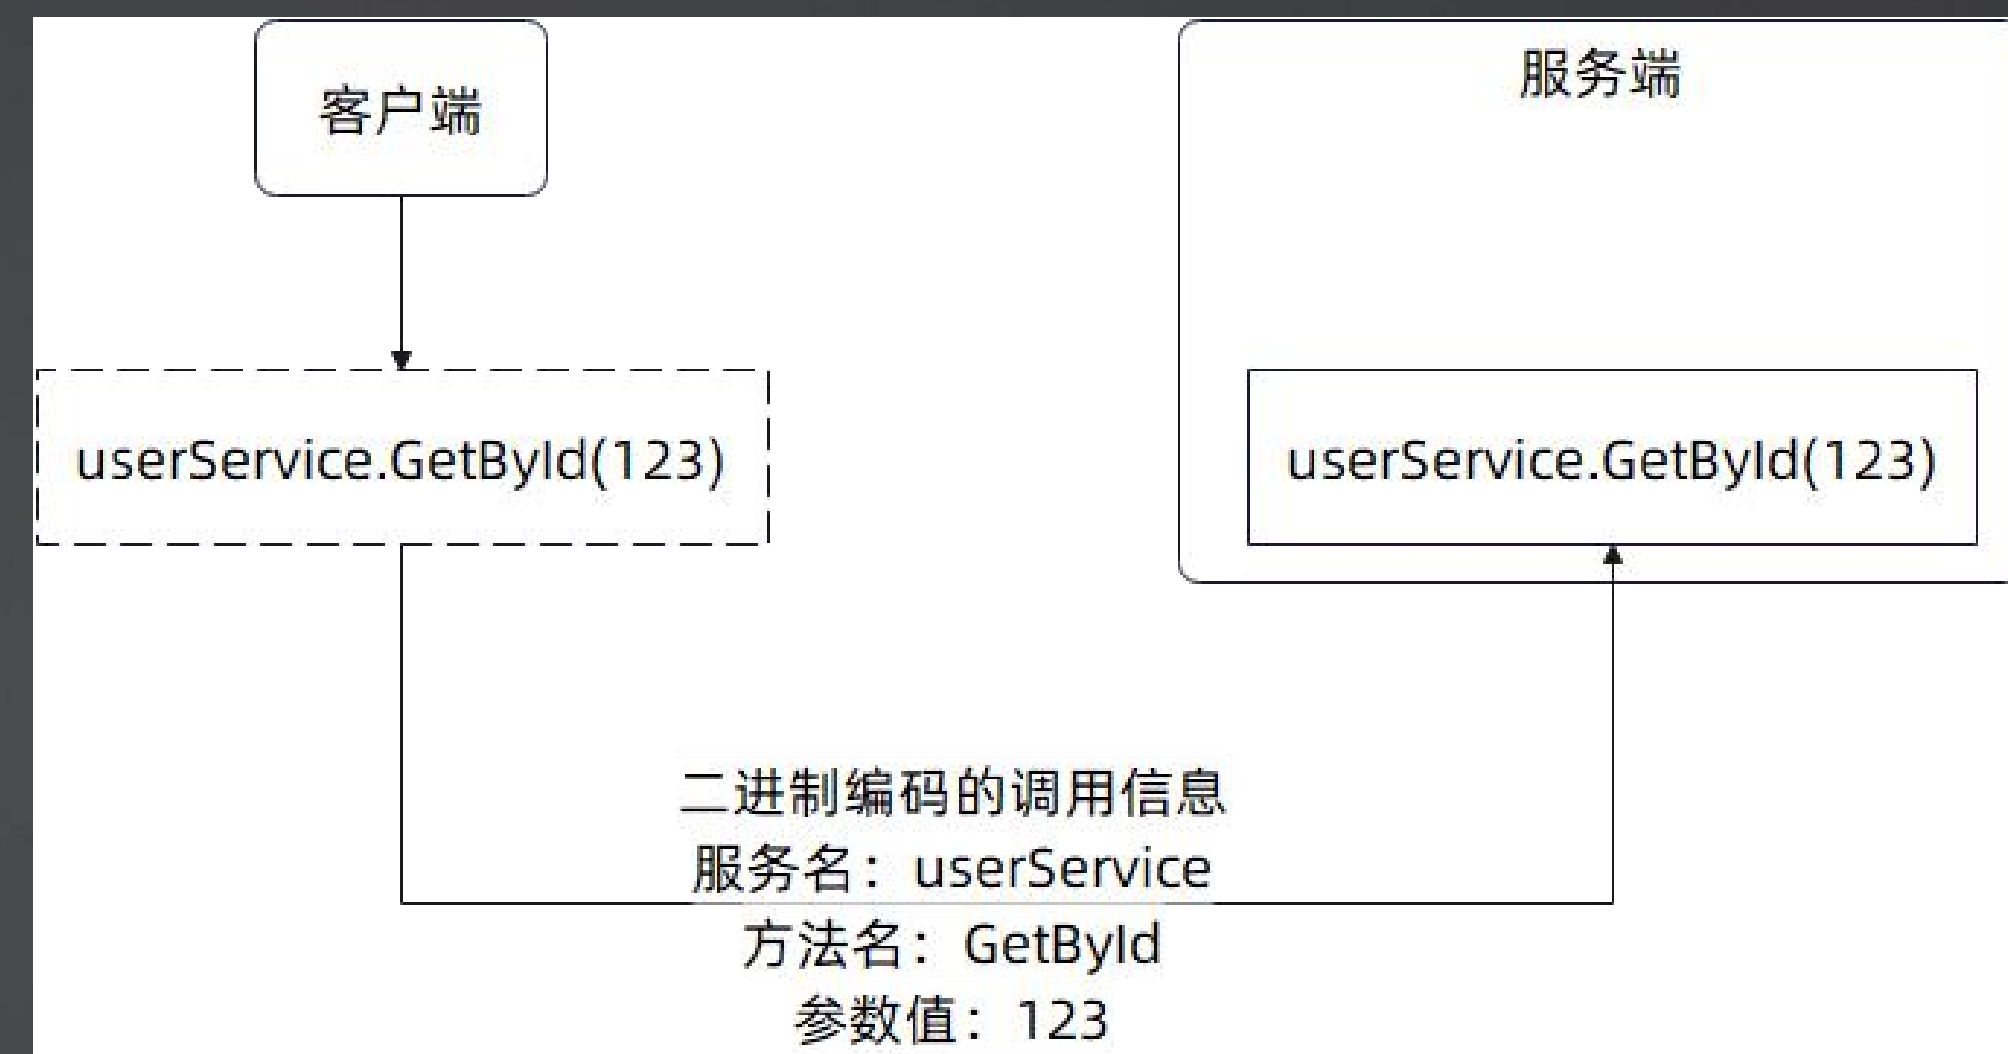 客户端
服务端
userService.GetById(123)
userService.GetById(123)
二进制编码的调用信息
服务名：userService
方法名：GetById
参数值：123